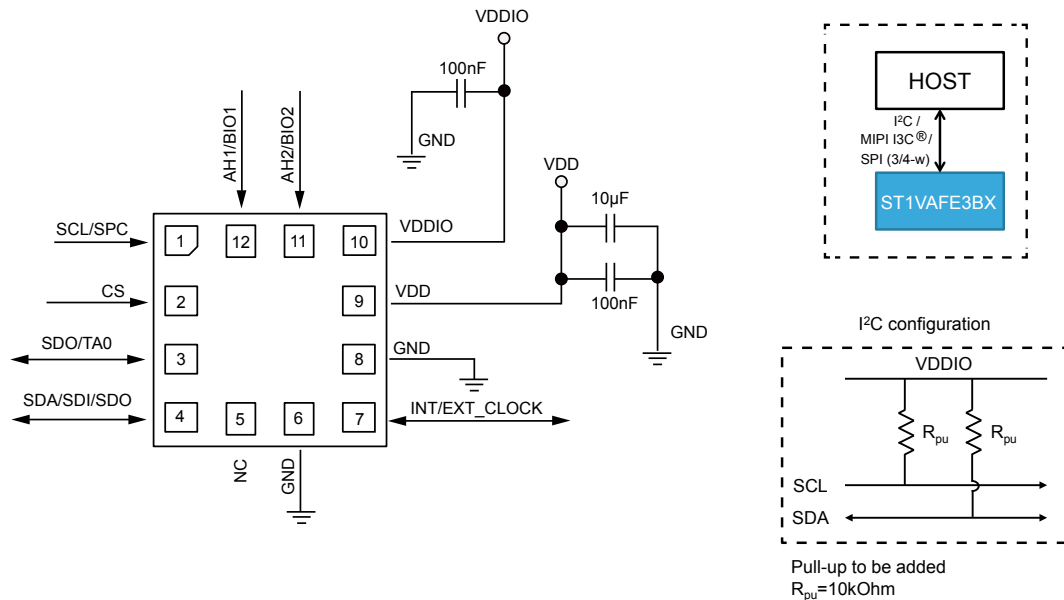 VDDIO
100nF
GND
AH1/BIO1
AH2/BIO2
VDD
10µF
100nF
GND
SCL/SPC
1
12
11
10
VDDIO
CS
2
9
VDD
SDO/TA0
3
8
GND
SDA/SDI/SDO
4
5
6
7
INT/EXT_CLOCK
NC
GND
HOST
I²C /
MIPI I3C®/
SPI (3/4-w)
ST1VAFE3BX
I²C configuration
VDDIO
Rpu
Rpu
SCL
SDA
Pull-up to be added
Rpu=10kOhm